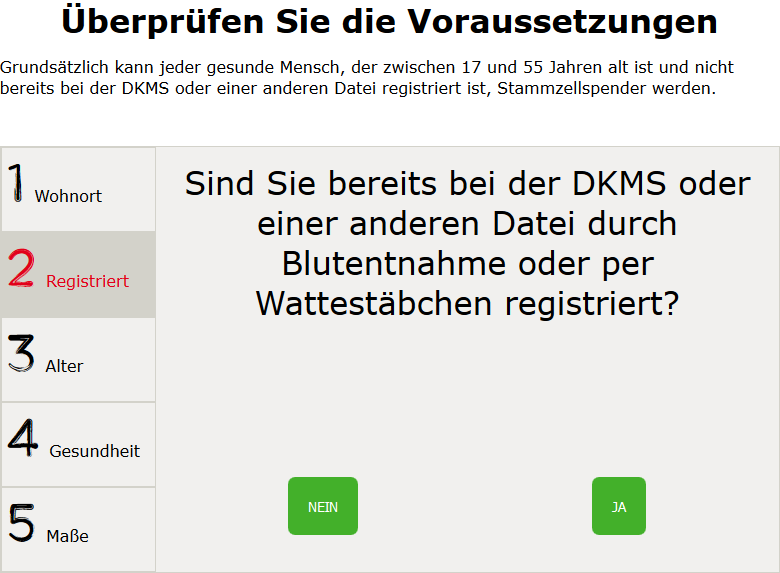 Überprüfen Sie die Voraussetzungen
Grundsätzlich kann jeder gesunde Mensch, der zwischen 17 und 55 Jahren alt ist und nicht
bereits bei der DKMS oder einer anderen Datei registriert ist, Stammzellspender werden.
1 Wohnort
2 Registriert
3 Alter
4 Gesundheit
5 Maße
Sind Sie bereits bei der DKMS oder
einer anderen Datei durch
Blutentnahme oder per
Wattestäbchen registriert?
NEIN
JA